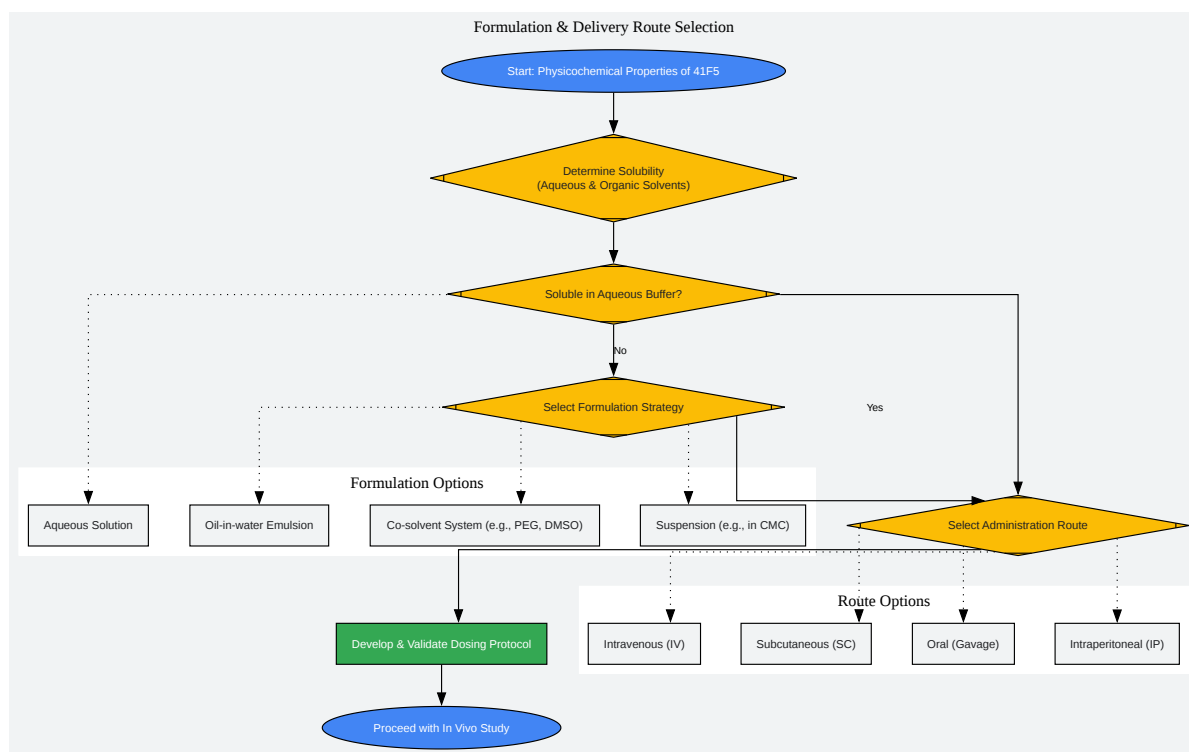 Formulation & Delivery Route Selection
Start: Physicochemical Properties of 41F5
Determine Solubility
(Aqueous & Organic Solvents)
Soluble in Aqueous Buffer?
No
Select Formulation Strategy
Yes
Formulation Options
Aqueous Solution
Oil-in-water Emulsion
Co-solvent System (e.g., PEG, DMSO)
Suspension (e.g., in CMC)
Select Administration Route
Route Options
Develop & Validate Dosing Protocol
Intravenous (IV)
Subcutaneous (SC)
Oral (Gavage)
Intraperitoneal (IP)
Proceed with In Vivo Study